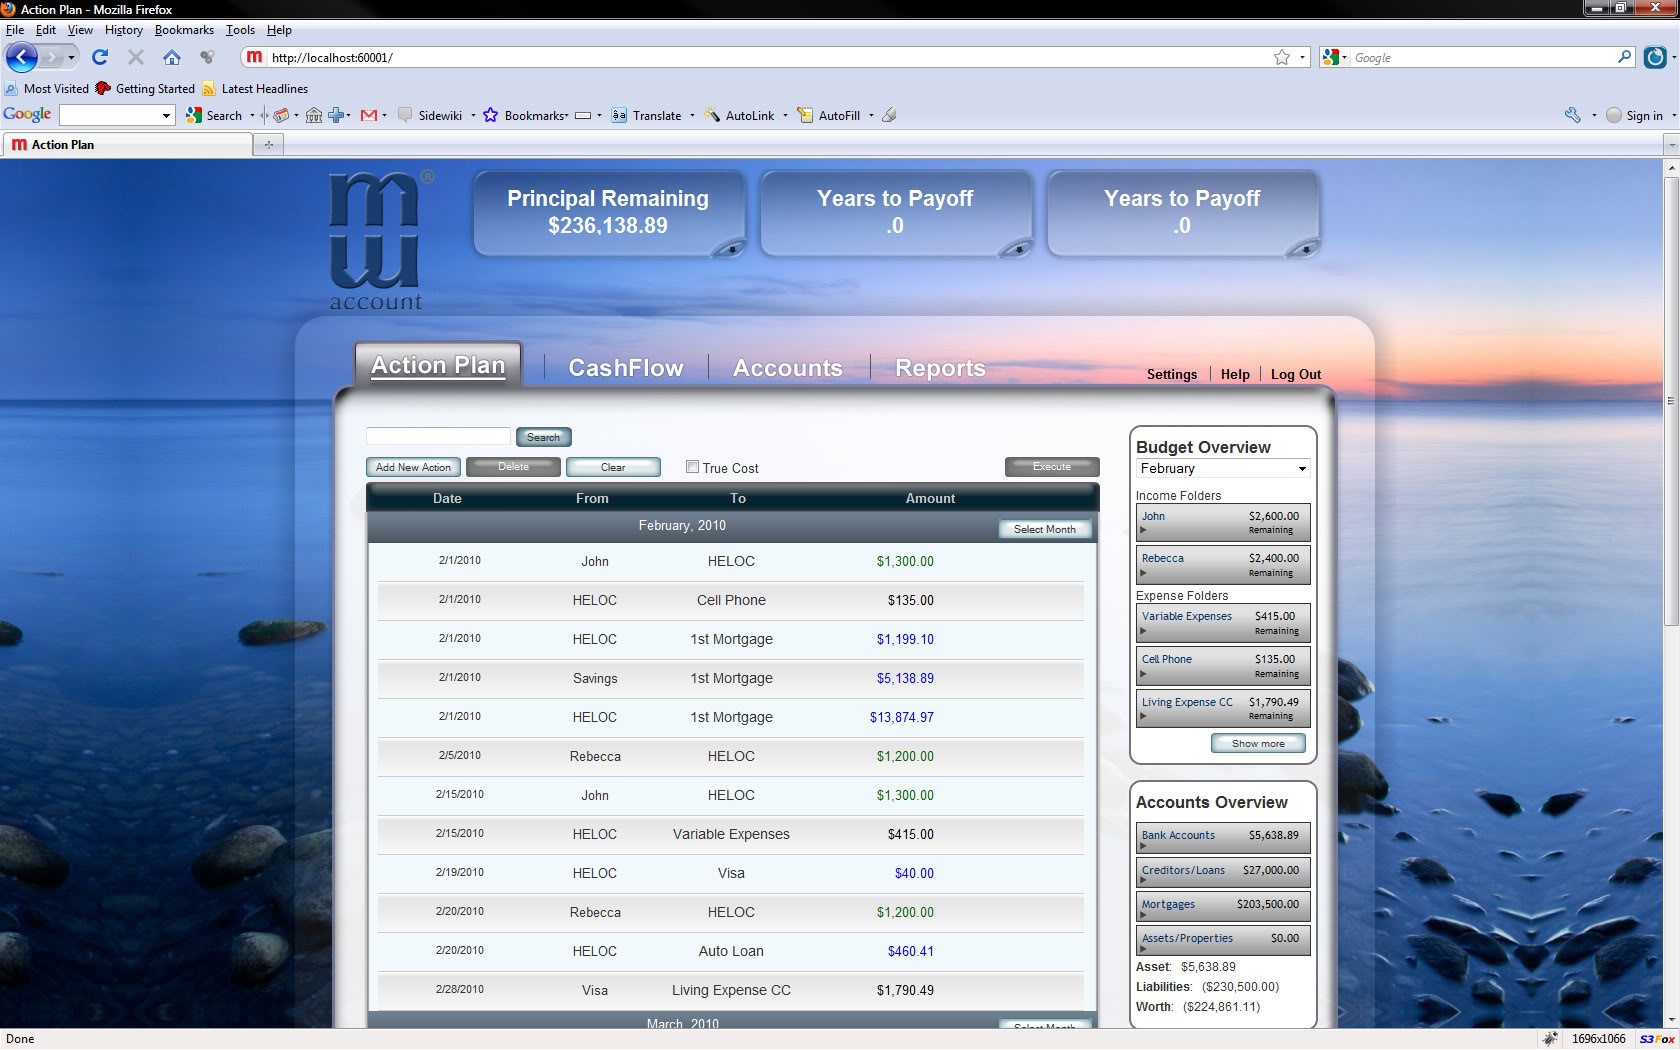 Action Plan - Mozilla Firefox
File Edit View History Bookmarks Tools Help
m http://localhost:60001/ Google
Most Visited Getting Started Latest Headlines
Google Search Sidewiki Bookmarks Translate AutoLink AutoFill Sign in
m Action Plan
mw ®
account
Principal Remaining
$236,138.89
Years to Payoff
.0
Years to Payoff
.0
Action Plan CashFlow Accounts Reports
Settings Help Log Out
Search
Add New Action Delete Clear True Cost Execute
Date From To Amount
February, 2010 Select Month
2/1/2010 John HELOC $1,300.00
2/1/2010 HELOC Cell Phone $135.00
2/1/2010 HELOC 1st Mortgage $1,199.10
2/1/2010 Savings 1st Mortgage $5,138.89
2/1/2010 HELOC 1st Mortgage $13,874.97
2/5/2010 Rebecca HELOC $1,200.00
2/15/2010 John HELOC $1,300.00
2/15/2010 HELOC Variable Expenses $415.00
2/19/2010 HELOC Visa $40.00
2/20/2010 Rebecca HELOC $1,200.00
2/20/2010 HELOC Auto Loan $460.41
2/28/2010 Visa Living Expense CC $1,790.49
March, 2010 Select Month
Budget Overview
February
Income Folders
John $2,600.00
Remaining
Rebecca $2,400.00
Remaining
Expense Folders
Variable Expenses $415.00
Remaining
Cell Phone $135.00
Remaining
Living Expense CC $1,790.49
Remaining
Show more
Accounts Overview
Bank Accounts $5,638.89
Creditors/Loans $27,000.00
Mortgages $203,500.00
Assets/Properties $0.00
Asset: $5,638.89
Liabilities: ($230,500.00)
Worth: ($224,861.11)
Done 1696x1066 S3Fox